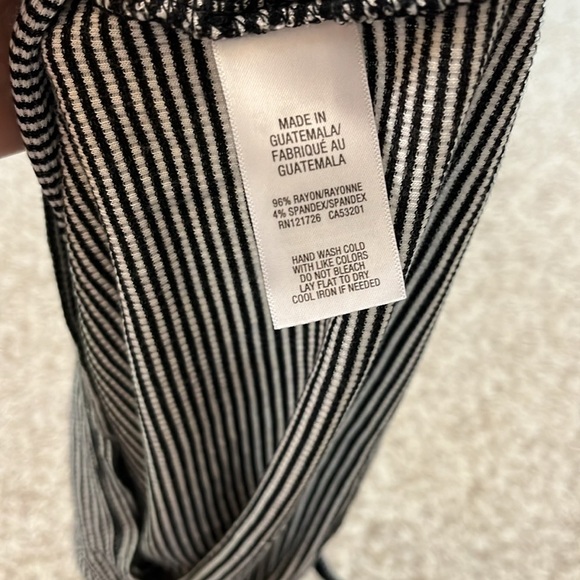 MADE IN
GUATEMALA/
FABRIQUÉ AU
GUATEMALA
96% RAYON/RAYONNE
4% SPANDEX/SPANDEX
RN121726 CA53201
HAND WASH COLD
WITH LIKE COLORS
DO NOT BLEACH
LAY FLAT TO DRY
COOL IRON IF NEEDED